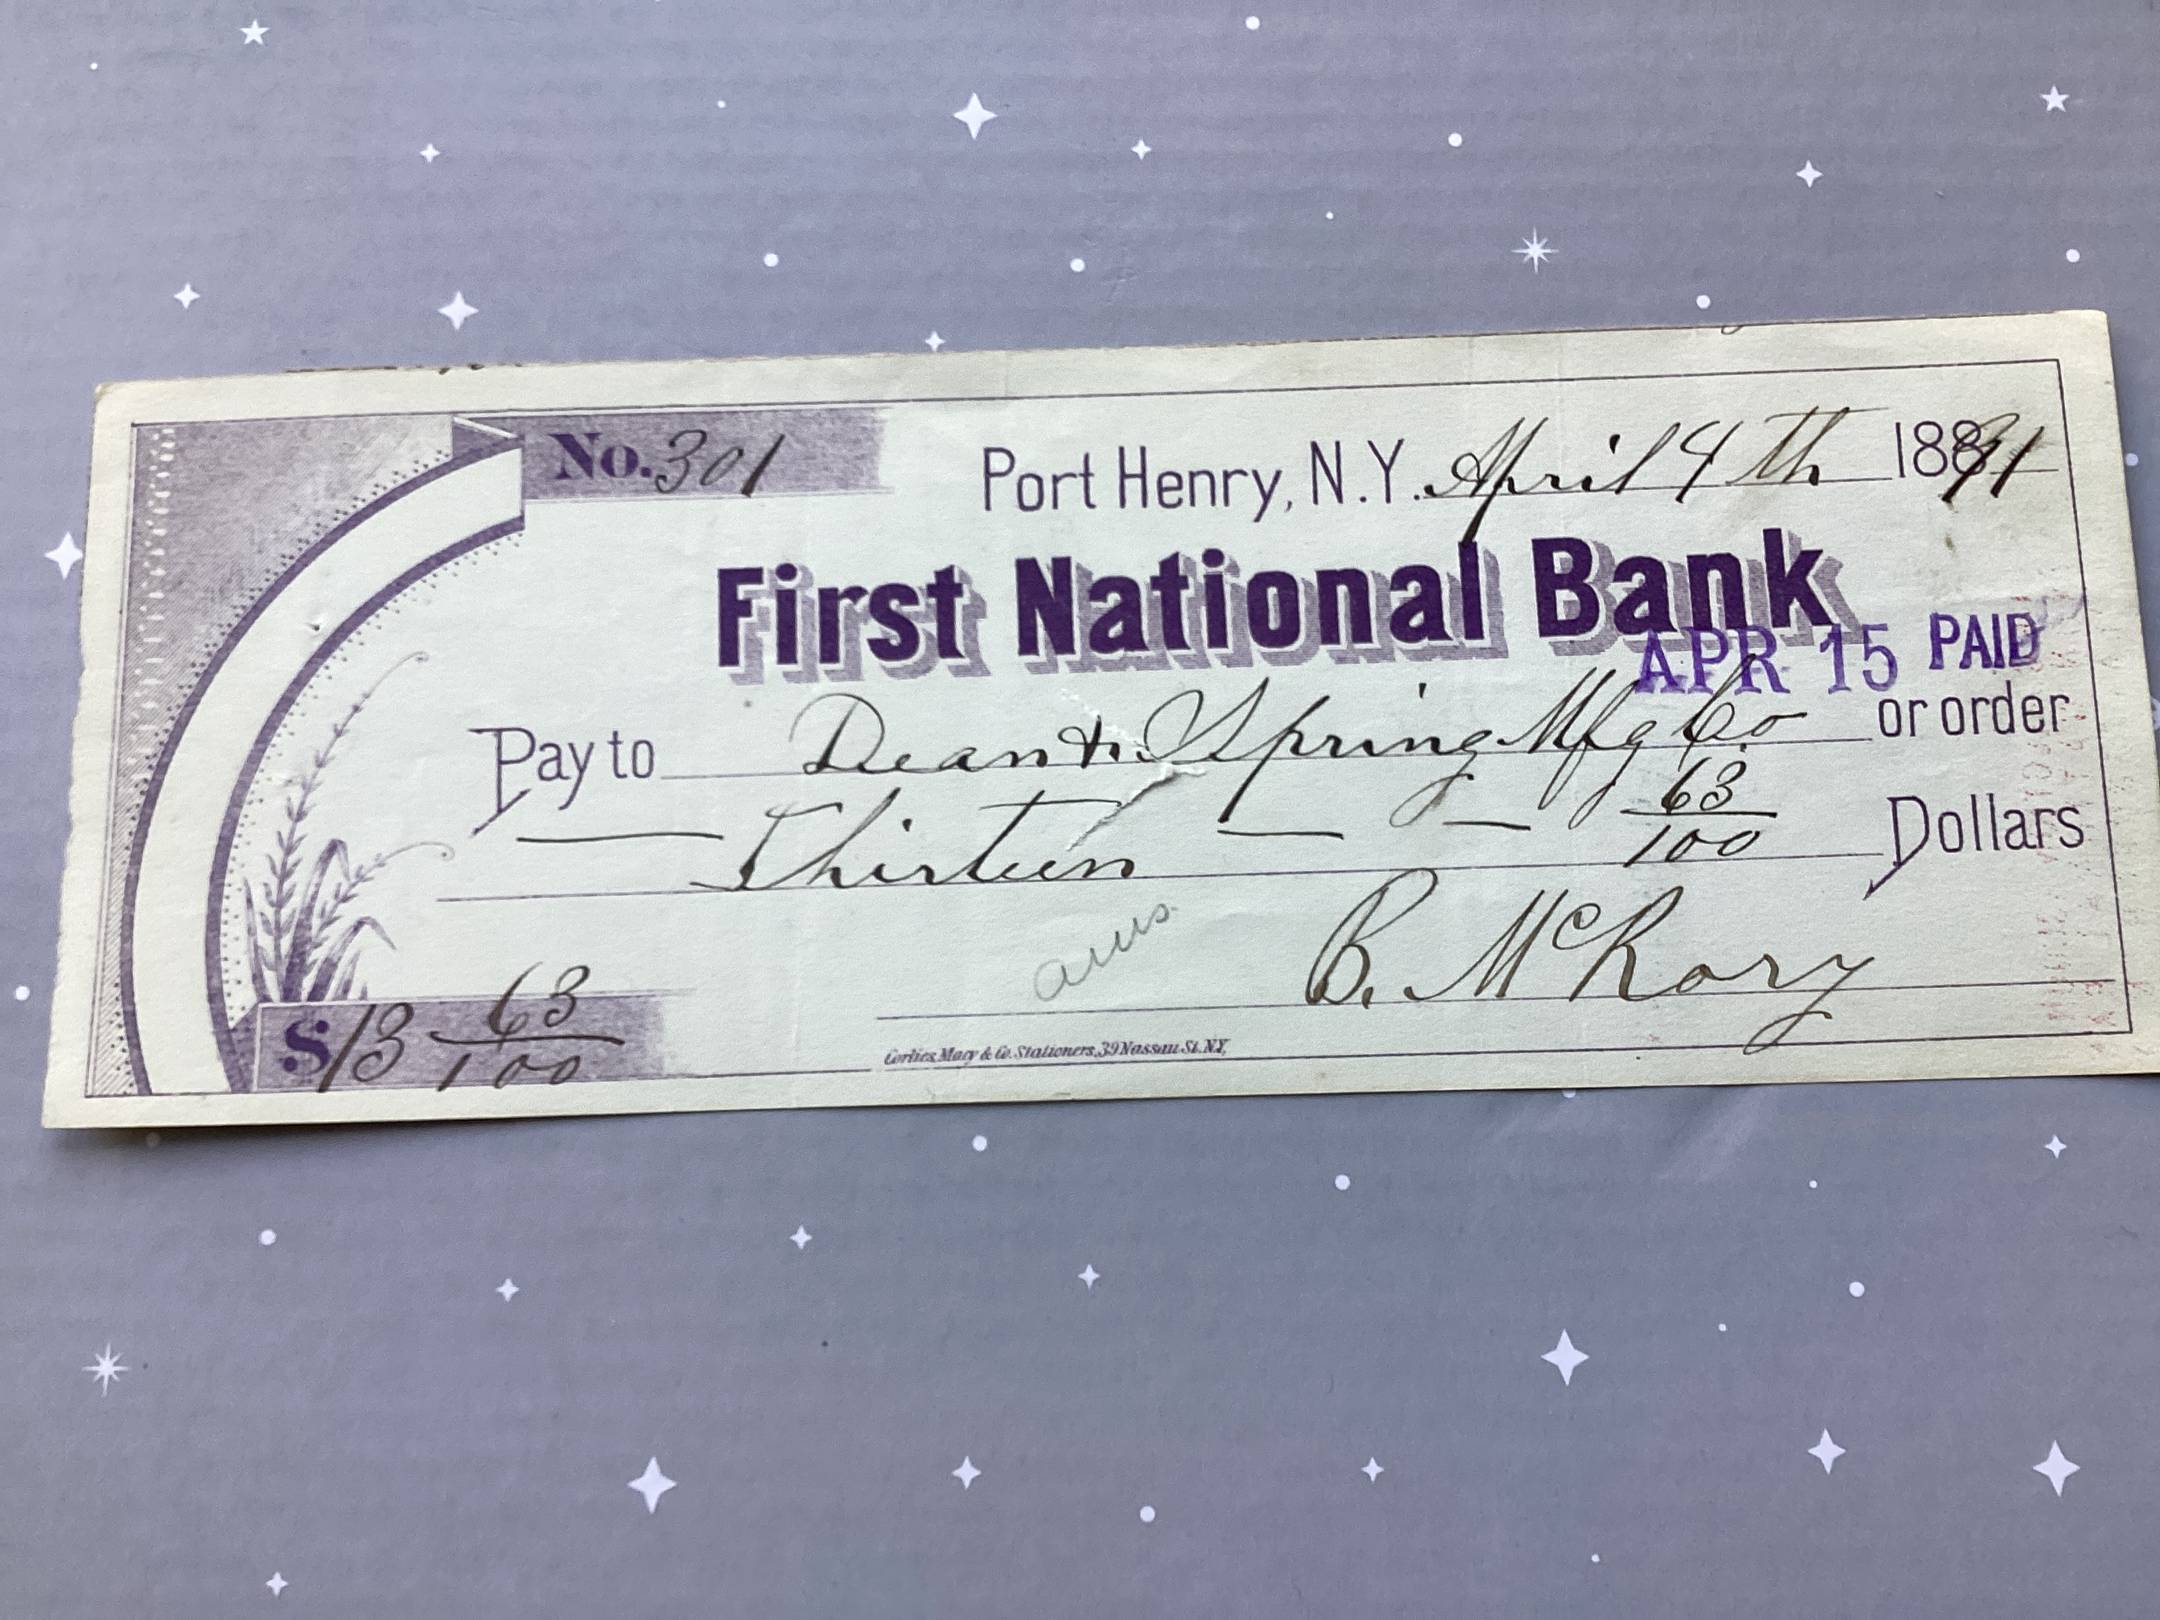 No. 301
Port Henry, N.Y. April 4th 1891
First National Bank
APR 15 PAID
Pay to Dean & Spring Mfg Co or order
Thirteen 63/100 Dollars
B. McRory
$13 63/100
Corlies, Macy & Co. Stationers, 39 Nassau St. N.Y.